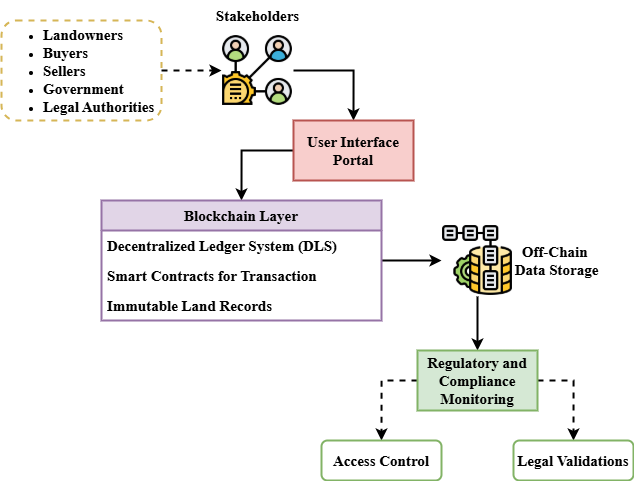 Stakeholders
Landowners
Buyers
Sellers
Government
Legal Authorities
User Interface
Portal
Blockchain Layer
Decentralized Ledger System (DLS)
Smart Contracts for Transaction
Immutable Land Records
Off-Chain
Data Storage
Regulatory and
Compliance
Monitoring
Access Control
Legal Validations